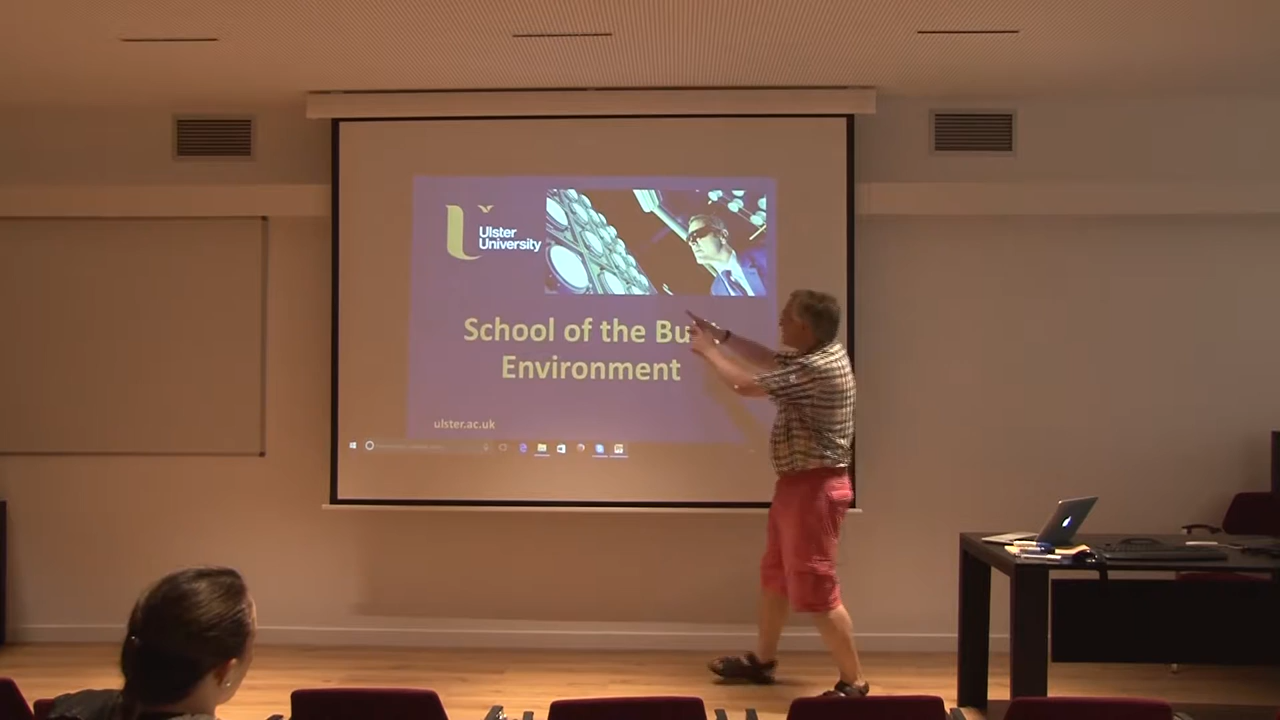 Ulster
University
School of the Bu
Environment
ulster.ac.uk